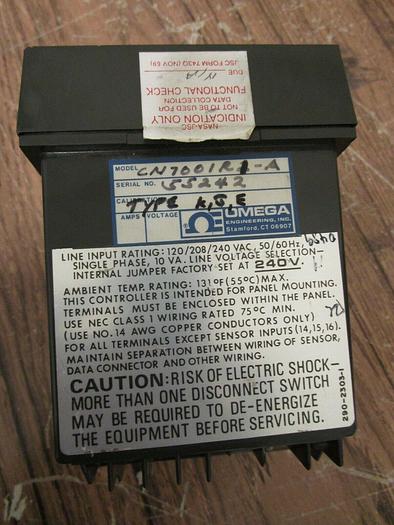 JSC FORM 7430 (NOV 69)
DUE N/A
FUNCTIONAL CHECK
DATA COLLECTION
NOT TO BE USED FOR
INDICATION ONLY
NASA-JSC
MODEL CN7001R1-A
SERIAL NO. 55242
TYPE K,J,E
AMPS VOLTAGE
OMEGA
ENGINEERING, INC.
Stamford, CT 06907
LINE INPUT RATING: 120/208/240 VAC, 50/60Hz,
SINGLE PHASE, 10 VA. LINE VOLTAGE SELECTION-
INTERNAL JUMPER FACTORY SET AT 240V.
AMBIENT TEMP. RATING: 131°F (55°C) MAX.
THIS CONTROLLER IS INTENDED FOR PANEL MOUNTING.
TERMINALS MUST BE ENCLOSED WITHIN THE PANEL.
USE NEC CLASS 1 WIRING RATED 75°C MIN.
(USE NO. 14 AWG COPPER CONDUCTORS ONLY)
FOR ALL TERMINALS EXCEPT SENSOR INPUTS (14,15,16).
MAINTAIN SEPARATION BETWEEN WIRING OF SENSOR,
DATA CONNECTOR AND OTHER WIRING.
CAUTION: RISK OF ELECTRIC SHOCK-
MORE THAN ONE DISCONNECT SWITCH
MAY BE REQUIRED TO DE-ENERGIZE
THE EQUIPMENT BEFORE SERVICING.
290-2303-1